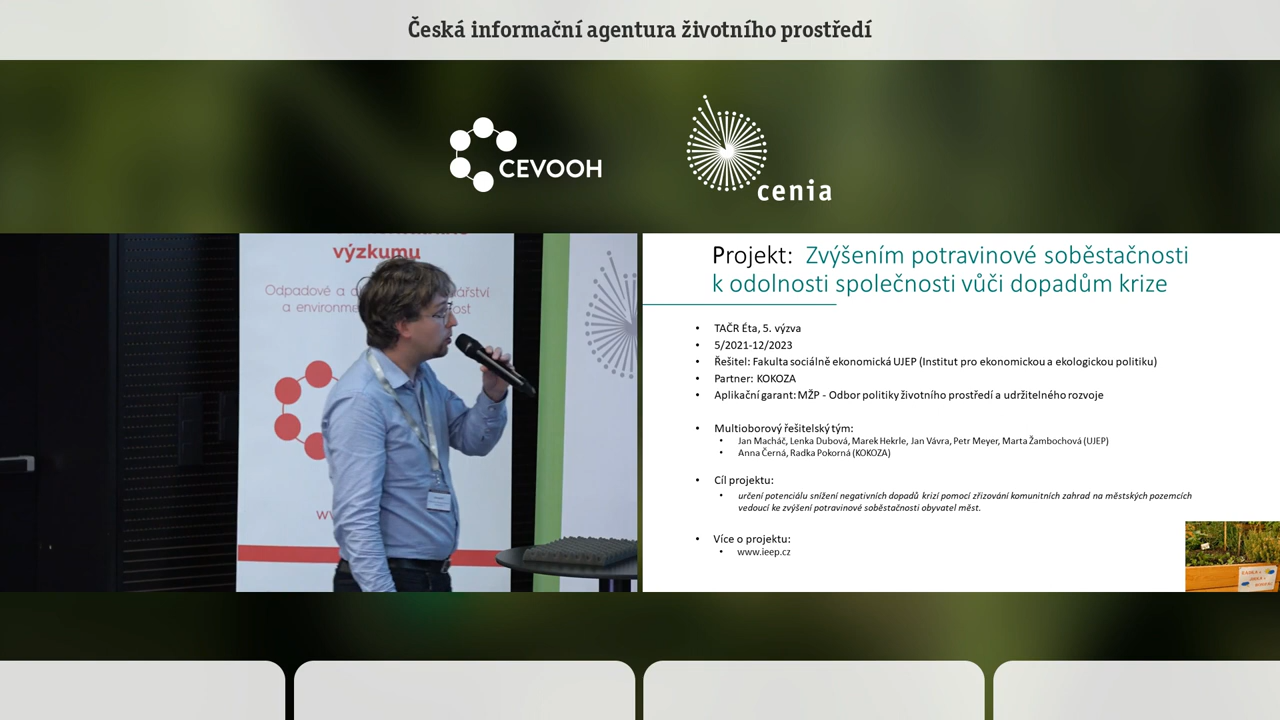 Česká informační agentura životního prostředí
CEVOOH
cenia
výzkumu
Odpadové a
a environme
Projekt: Zvýšením potravinové soběstačnosti
k odolnosti společnosti vůči dopadům krize
• TAČR Éta, 5. výzva
• 5/2021-12/2023
• Řešitel: Fakulta sociálně ekonomická UJEP (Institut pro ekonomickou a ekologickou politiku)
• Partner: KOKOZA
• Aplikační garant: MŽP - Odbor politiky životního prostředí a udržitelného rozvoje
• Multioborový řešitelský tým:
• Jan Macháč, Lenka Dubová, Marek Hekrle, Jan Vávra, Petr Meyer, Marta Žambochová (UJEP)
• Anna Černá, Radka Pokorná (KOKOZA)
• Cíl projektu:
• určení potenciálu snížení negativních dopadů krizí pomocí zřizování komunitních zahrad na městských pozemcích
vedoucí ke zvýšení potravinové soběstačnosti obyvatel měst.
• Více o projektu:
• www.ieep.cz